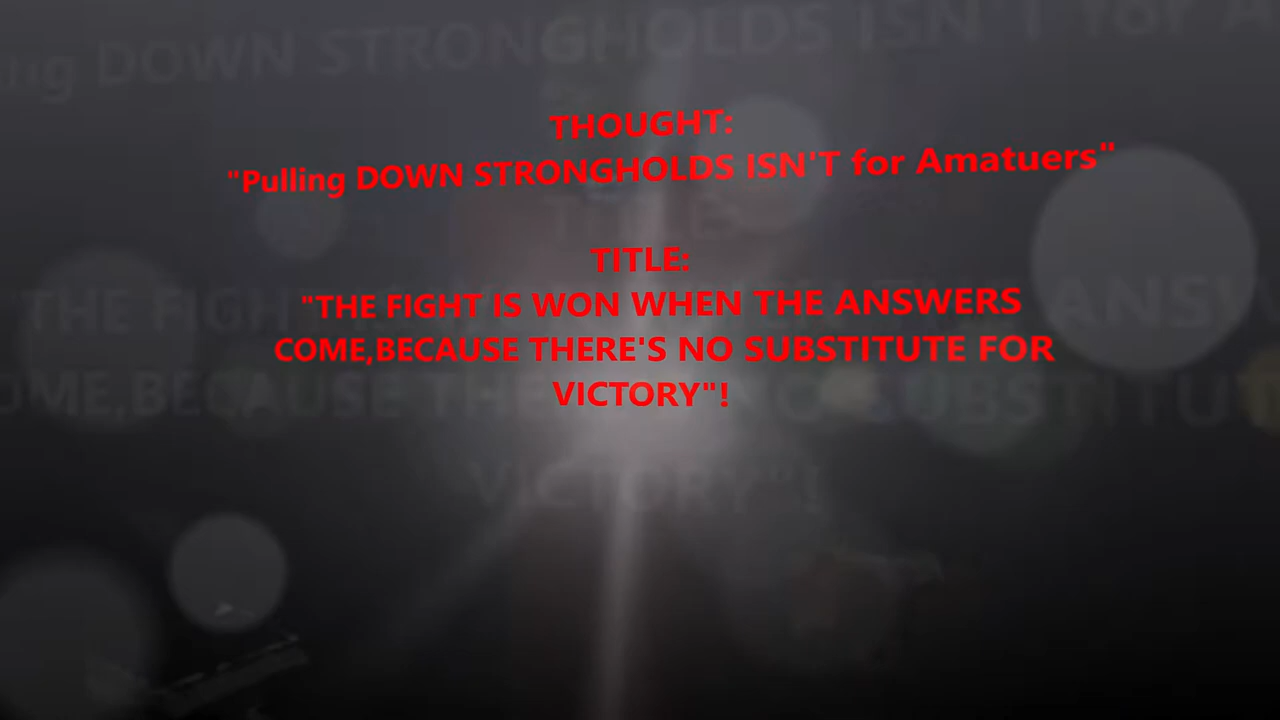 THOUGHT:
"Pulling DOWN STRONGHOLDS ISN'T for Amatuers"
TITLE:
"THE FIGHT IS WON WHEN THE ANSWERS
COME,BECAUSE THERE'S NO SUBSTITUTE FOR
VICTORY"!